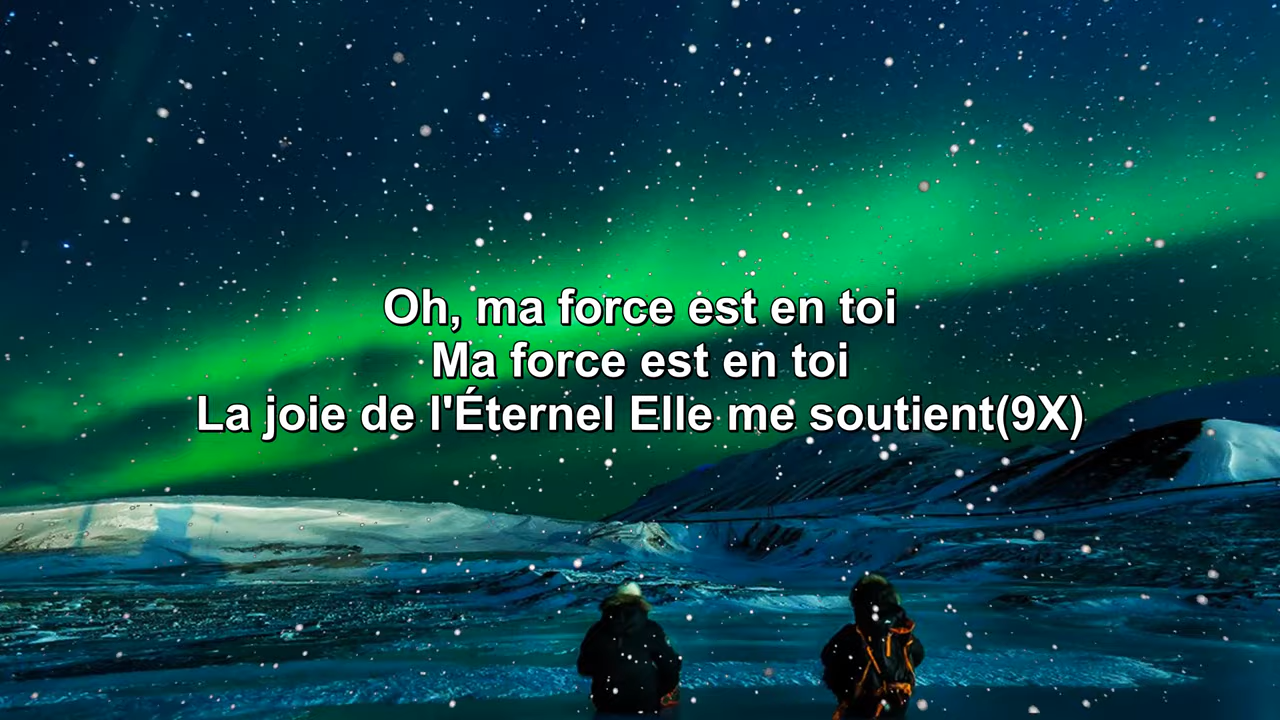 Oh, ma force est en toi
Ma force est en toi
La joie de l'Éternel Elle me soutient(9X)